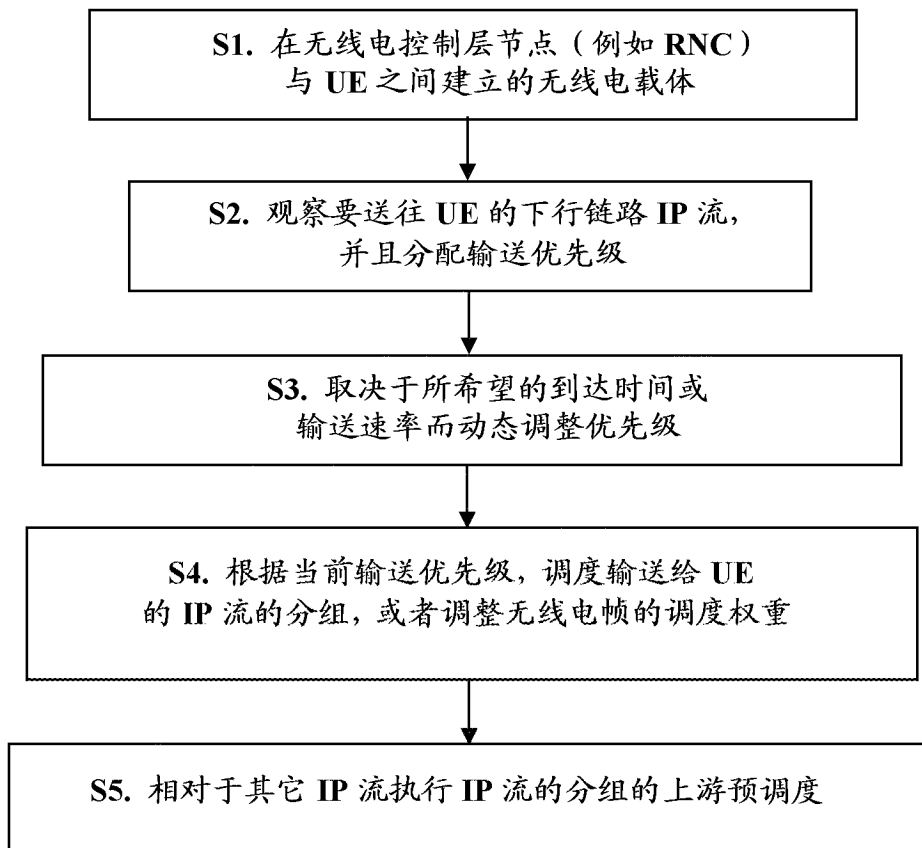 S1. 在无线电控制层节点（例如 RNC）
与 UE 之间建立的无线电载体
S2. 观察要送往 UE 的下行链路 IP 流，
并且分配输送优先级
S3. 取决于所希望的到达时间或
输送速率而动态调整优先级
S4. 根据当前输送优先级，调度输送给 UE
的 IP 流的分组，或者调整无线电帧的调度权重
S5. 相对于其它 IP 流执行 IP 流的分组的上游预调度